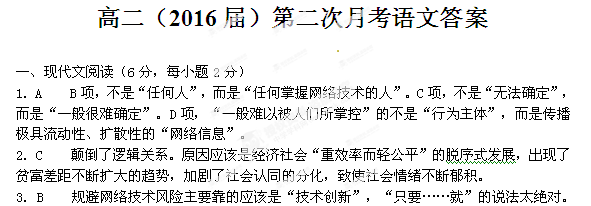 高二（2016 届）第二次月考语文答案
一、现代文阅读（6 分，每小题 2 分）
1. A B 项，不是“任何人”，而是“任何掌握网络技术的人”。C 项，不是“无法确定”，
而是“一般很难确定”。D 项，“一般难以被人们所掌控”的不是“行为主体”，而是传播
极具流动性、扩散性的“网络信息”。
2. C 颠倒了逻辑关系。原因应该是经济社会“重效率而轻公平”的脱序式发展，出现了
贫富差距不断扩大的趋势，加剧了社会认同的分化，致使社会情绪不断郁积。
3. B 规避网络技术风险主要靠的应该是“技术创新”，“只要……就”的说法太绝对。